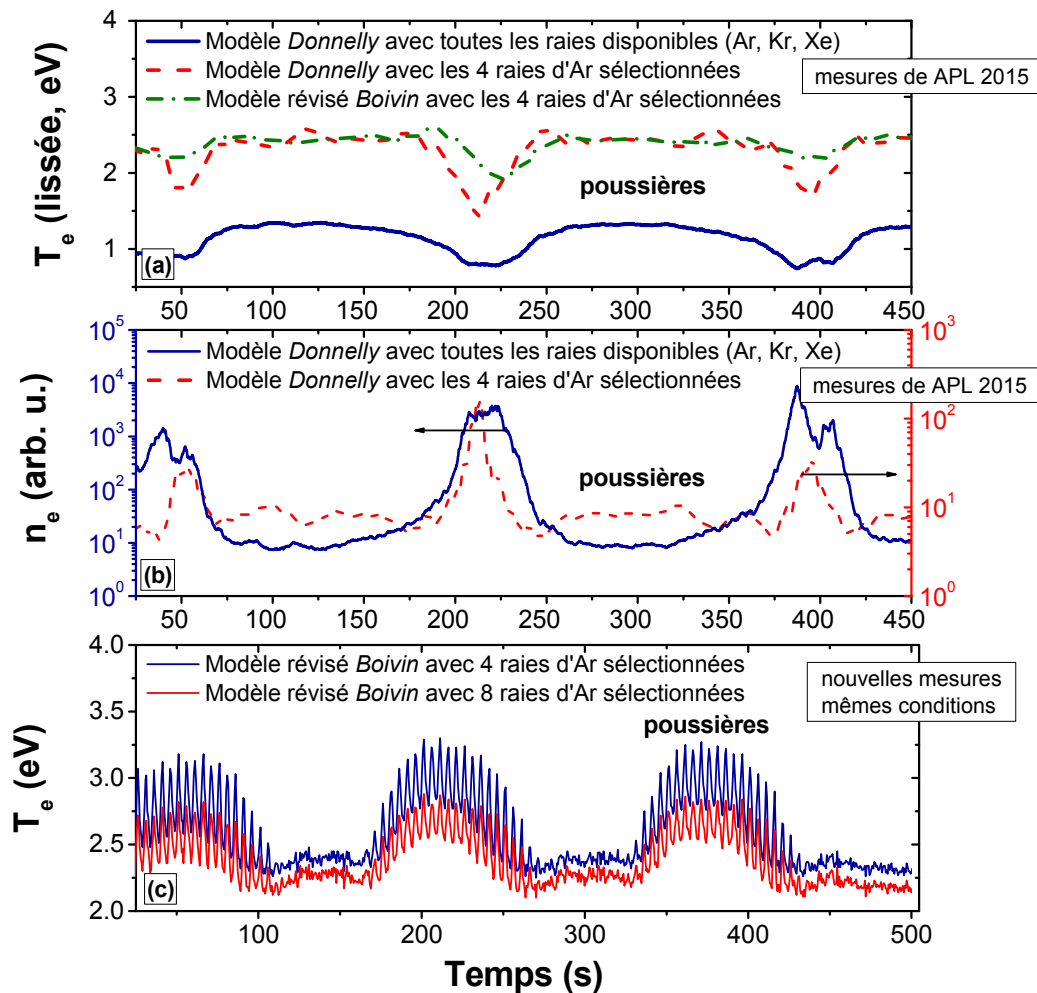 Modèle Donnelly avec toutes les raies disponibles (Ar, Kr, Xe)
Modèle Donnelly avec les 4 raies d'Ar sélectionnées
Modèle révisé Boivin avec les 4 raies d'Ar sélectionnées
mesures de APL 2015
poussières
T_e (lissée, eV)
4
3
2
1
(a)
50 100 150 200 250 300 350 400 450
Modèle Donnelly avec toutes les raies disponibles (Ar, Kr, Xe)
Modèle Donnelly avec les 4 raies d'Ar sélectionnées
mesures de APL 2015
poussières
n_e (arb. u.)
10^5
10^4
10^3
10^2
10^1
10^0
10^3
10^2
10^1
10^0
(b)
50 100 150 200 250 300 350 400 450
Modèle révisé Boivin avec 4 raies d'Ar sélectionnées
Modèle révisé Boivin avec 8 raies d'Ar sélectionnées
nouvelles mesures
mêmes conditions
poussières
T_e (eV)
4.0
3.5
3.0
2.5
2.0
(c)
100 150 200 250 300 350 400 450 500
Temps (s)